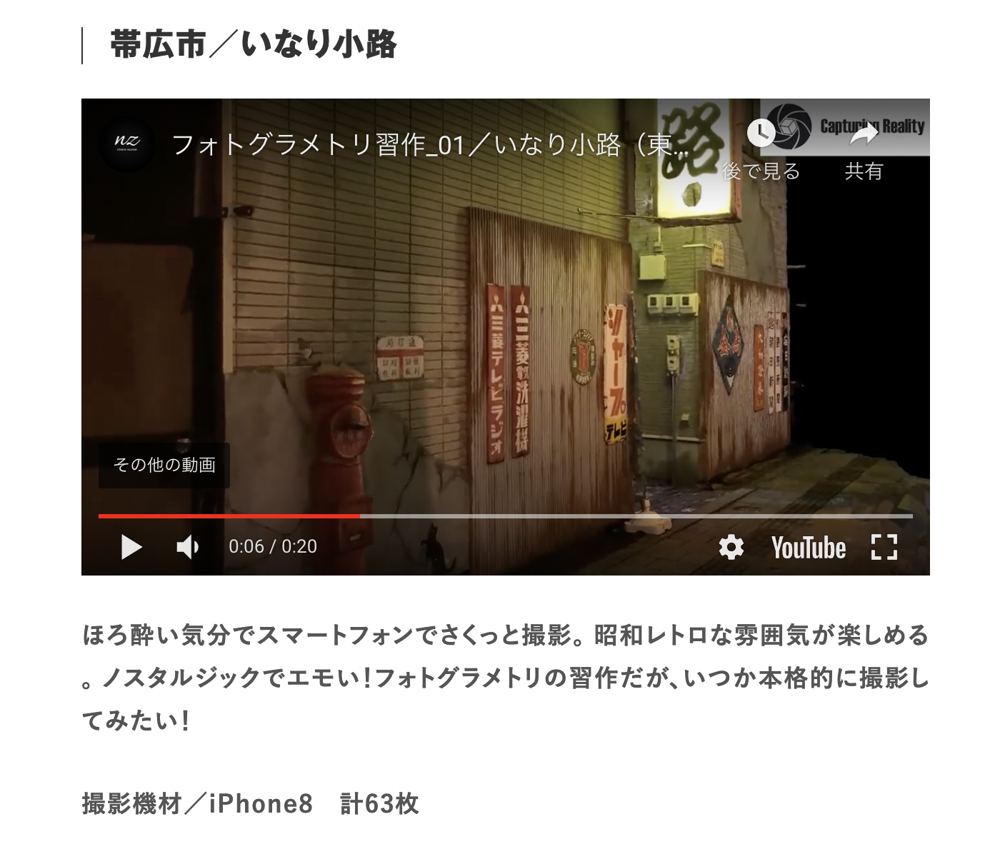 帯広市／いなり小路
nz
フォトグラメトリ習作_01／いなり小路（東...
路
Capturing Reality
後で見る
共有
三菱テレビラジオ
三菱電気洗濯機
シャープ
テレビ
その他の動画
0:06 / 0:20
YouTube
ほろ酔い気分でスマートフォンでさくっと撮影。昭和レトロな雰囲気が楽しめる
。ノスタルジックでエモい！フォトグラメトリの習作だが、いつか本格的に撮影し
てみたい！
撮影機材／iPhone8　計63枚